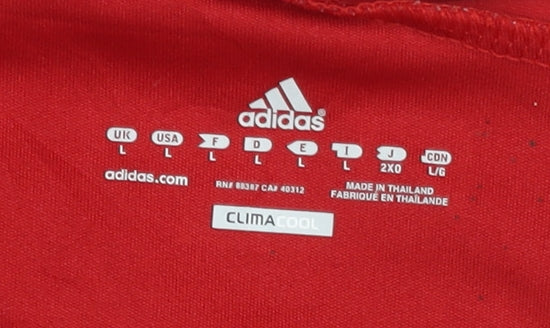 adidas®
UK USA F D E I J CDN
L L L L L L 2XO L/G
adidas.com RN# 88387 CA# 40312 MADE IN THAILAND
FABRIQUÉ EN THAÏLANDE
CLIMACOOL